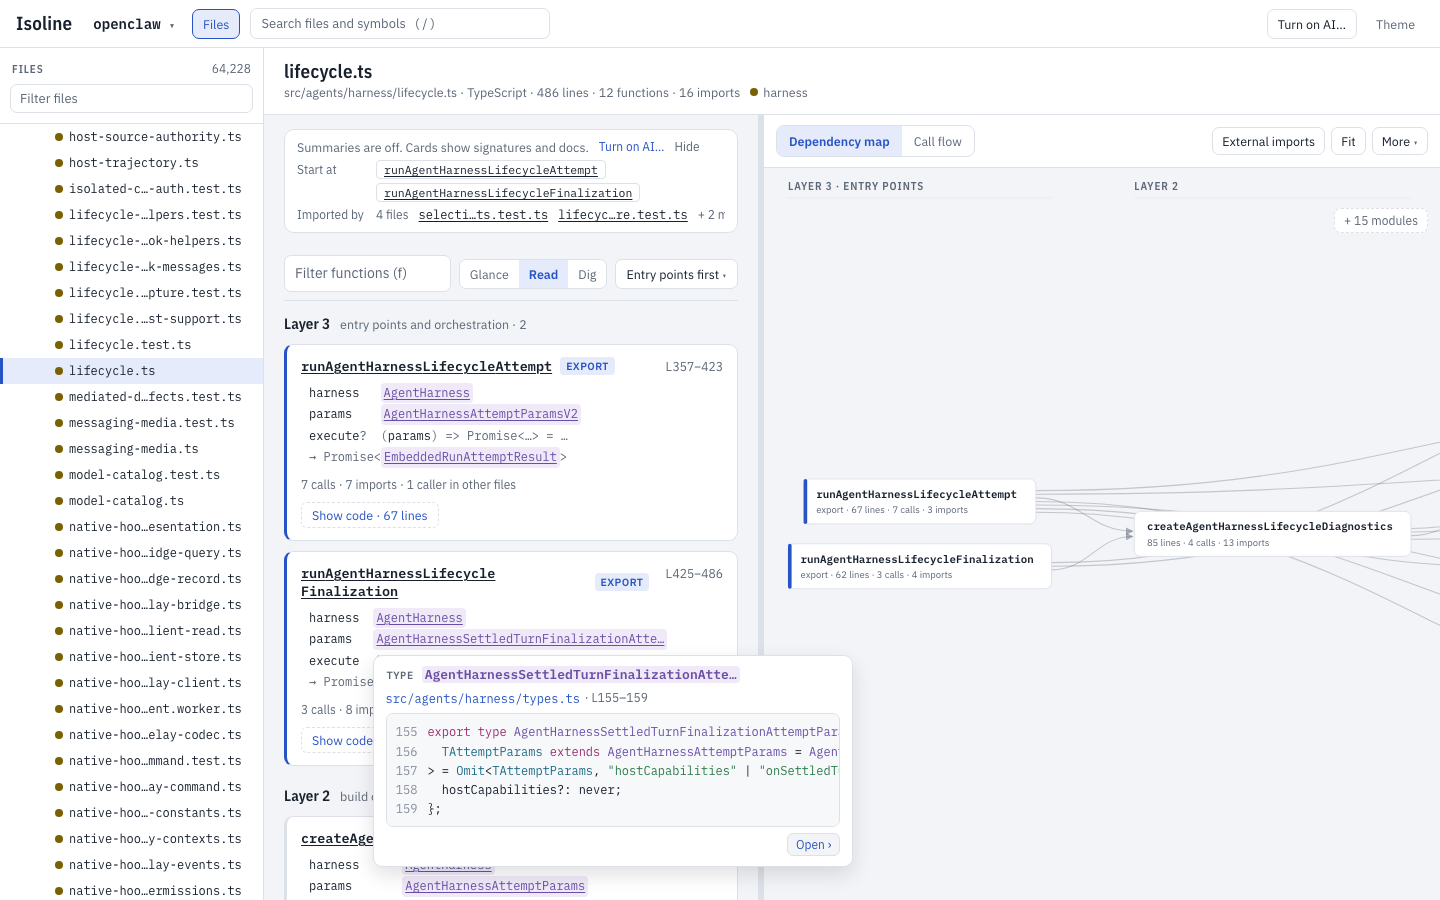 Isoline openclaw ▾ Files Search files and symbols (/) Turn on AI… Theme
FILES 64,228
Filter files
host-source-authority.ts
host-trajectory.ts
isolated-c…-auth.test.ts
lifecycle-…lpers.test.ts
lifecycle-…ok-helpers.ts
lifecycle-…k-messages.ts
lifecycle.…pture.test.ts
lifecycle.…st-support.ts
lifecycle.test.ts
lifecycle.ts
mediated-d…fects.test.ts
messaging-media.test.ts
messaging-media.ts
model-catalog.test.ts
model-catalog.ts
native-hoo…esentation.ts
native-hoo…idge-query.ts
native-hoo…dge-record.ts
native-hoo…lay-bridge.ts
native-hoo…lient-read.ts
native-hoo…ient-store.ts
native-hoo…lay-client.ts
native-hoo…ent.worker.ts
native-hoo…elay-codec.ts
native-hoo…mmand.test.ts
native-hoo…ay-command.ts
native-hoo…-constants.ts
native-hoo…y-contexts.ts
native-hoo…lay-events.ts
native-hoo…ermissions.ts
lifecycle.ts
src/agents/harness/lifecycle.ts · TypeScript · 486 lines · 12 functions · 16 imports harness
Summaries are off. Cards show signatures and docs. Turn on AI… Hide
Start at runAgentHarnessLifecycleAttempt
runAgentHarnessLifecycleFinalization
Imported by 4 files selecti…ts.test.ts lifecyc…re.test.ts + 2 m
Filter functions (f) Glance Read Dig Entry points first ▾
Layer 3 entry points and orchestration · 2
runAgentHarnessLifecycleAttempt EXPORT L357–423
harness AgentHarness
params AgentHarnessAttemptParamsV2
execute? (params) => Promise<…> = …
→ Promise<EmbeddedRunAttemptResult>
7 calls · 7 imports · 1 caller in other files
Show code · 67 lines
runAgentHarnessLifecycle
Finalization EXPORT L425–486
harness AgentHarness
params AgentHarnessSettledTurnFinalizationAtte…
execute
→ Promise
3 calls · 8 imp
Show code
Layer 2 build
createAge
harness AgentHarness
params AgentHarnessAttemptParams
TYPE AgentHarnessSettledTurnFinalizationAtte…
src/agents/harness/types.ts · L155–159
155 export type AgentHarnessSettledTurnFinalizationAttemptPar
156 TAttemptParams extends AgentHarnessAttemptParams = Agen
157 > = Omit<TAttemptParams, "hostCapabilities" | "onSettledT
158 hostCapabilities?: never;
159 };
Open ›
Dependency map Call flow External imports Fit More ▾
LAYER 3 · ENTRY POINTS LAYER 2
+ 15 modules
runAgentHarnessLifecycleAttempt
export · 67 lines · 7 calls · 3 imports
createAgentHarnessLifecycleDiagnostics
85 lines · 4 calls · 13 imports
runAgentHarnessLifecycleFinalization
export · 62 lines · 3 calls · 4 imports